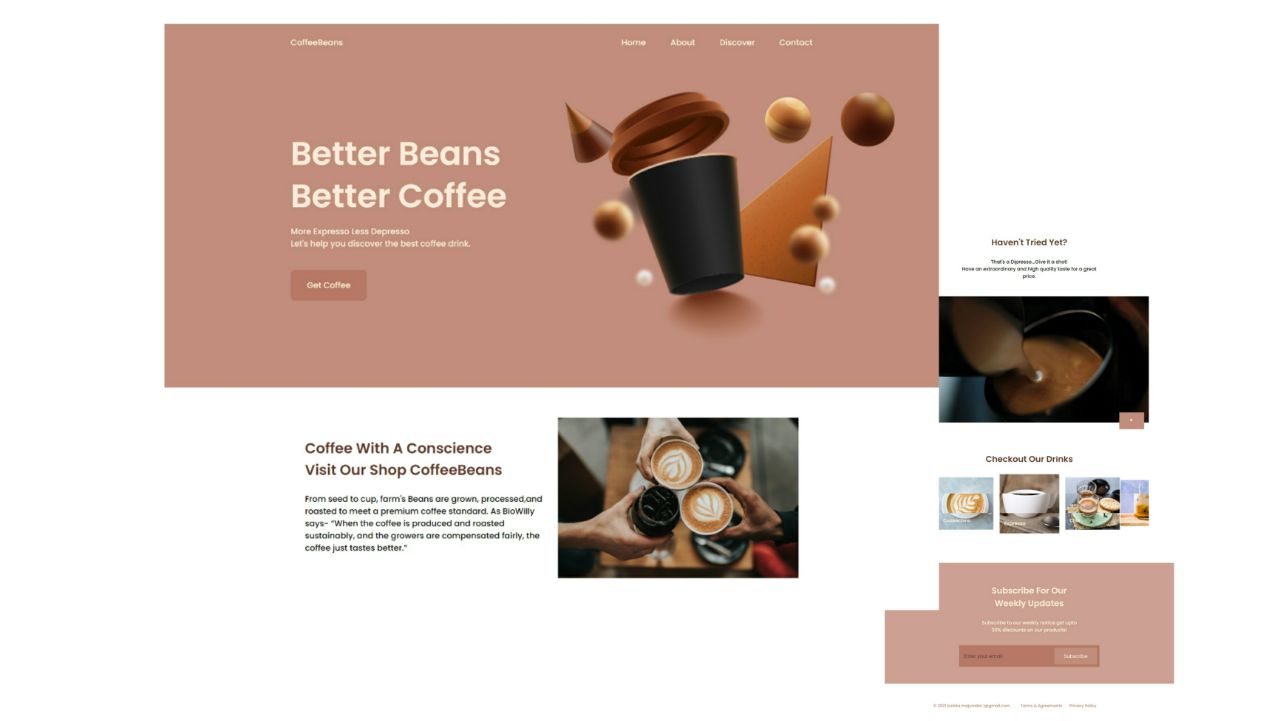 CoffeeBeans
Home About Discover Contact
Better Beans
Better Coffee
More Expresso Less Depresso
Let's help you discover the best coffee drink.
Get Coffee
Coffee With A Conscience
Visit Our Shop CoffeeBeans
From seed to cup, farm's Beans are grown, processed,and
roasted to meet a premium coffee standard. As BioWilly
says- “When the coffee is produced and roasted
sustainably, and the growers are compensated fairly, the
coffee just tastes better.”
Haven't Tried Yet?
That's a Dipresso...Give it a shot!
Have an extraordinary and high quality taste for a great
price.
Checkout Our Drinks
Expresso
Subscribe For Our
Weekly Updates
Subscribe to our weekly notice get upto
discounts on our products!
Enter your email
Subscribe
© 2021
Terms & Agreements Privacy Policy